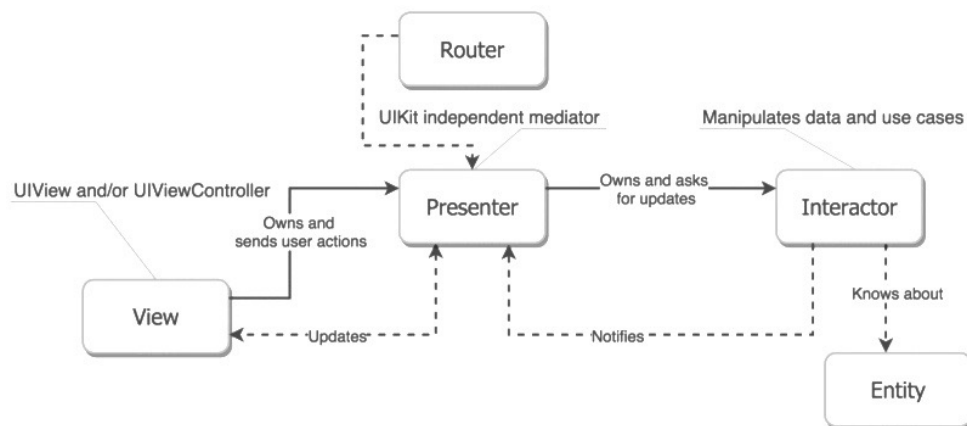 Router
UIKit independent mediator
Manipulates data and use cases
UIView and/or UIViewController
Presenter
Owns and asks
for updates
Interactor
Owns and
sends user actions
View
Updates
Notifies
Knows about
Entity